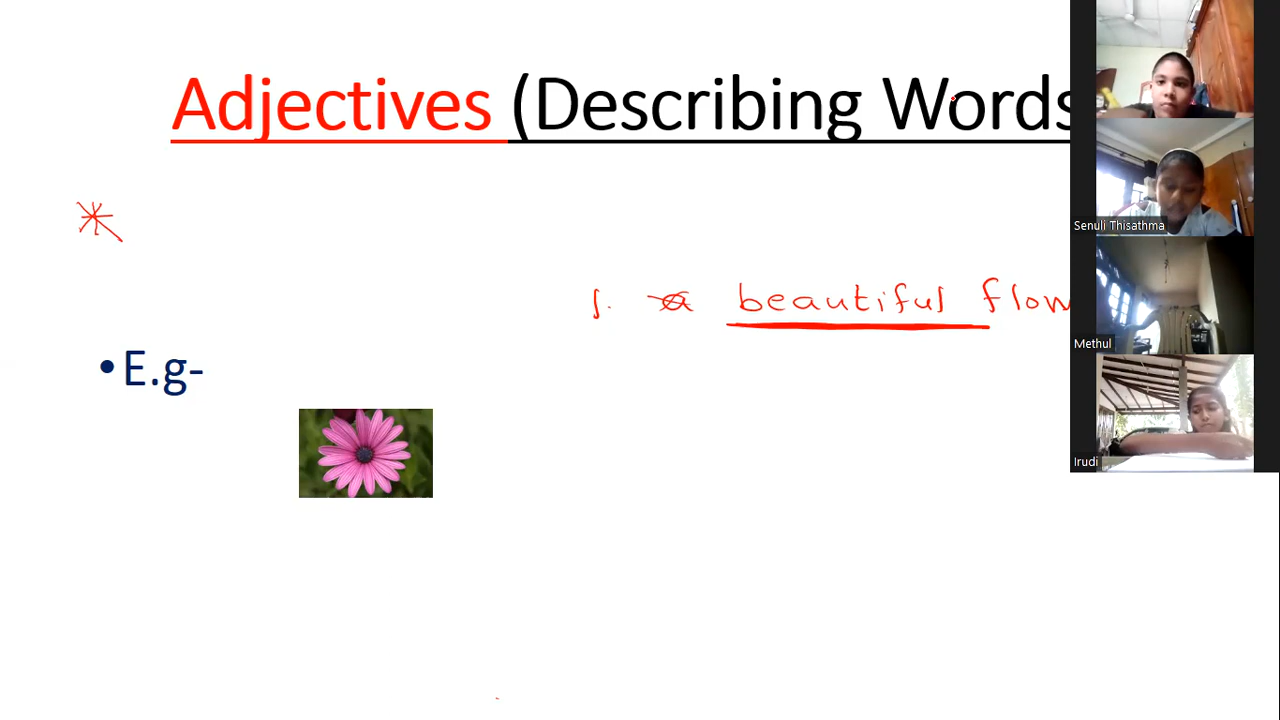 Adjectives (Describing Words
1. a beautiful flow
• E.g-
Senuli Thisathma
Methul
Irudi